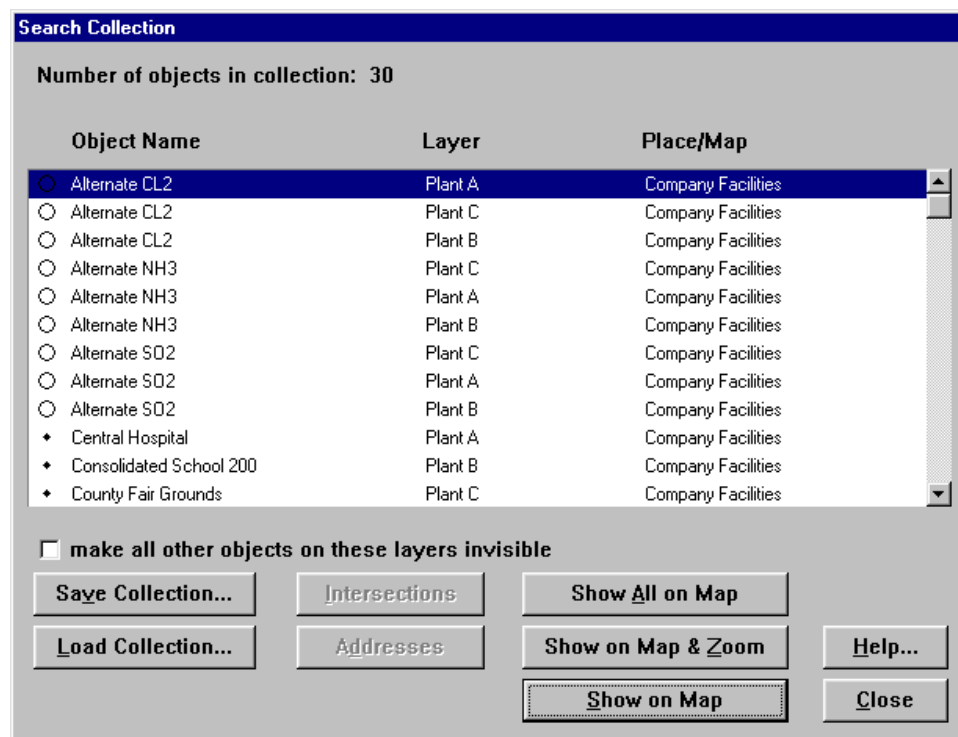 Search Collection
Number of objects in collection: 30
Object Name Layer Place/Map
Alternate CL2 Plant A Company Facilities
Alternate CL2 Plant C Company Facilities
Alternate CL2 Plant B Company Facilities
Alternate NH3 Plant C Company Facilities
Alternate NH3 Plant A Company Facilities
Alternate NH3 Plant B Company Facilities
Alternate SO2 Plant C Company Facilities
Alternate SO2 Plant A Company Facilities
Alternate SO2 Plant B Company Facilities
Central Hospital Plant A Company Facilities
Consolidated School 200 Plant B Company Facilities
County Fair Grounds Plant C Company Facilities
make all other objects on these layers invisible
Save Collection... Intersections Show All on Map
Load Collection... Addresses Show on Map & Zoom Help...
Show on Map Close